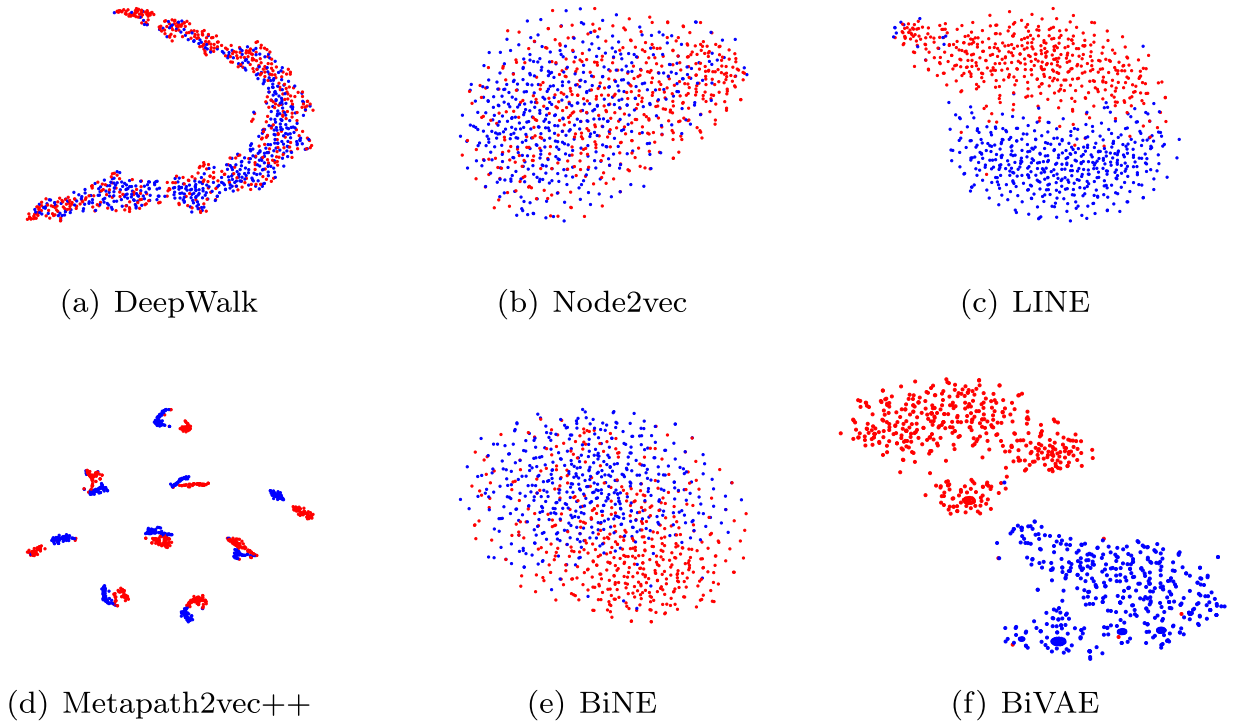 (a) DeepWalk
(b) Node2vec
(c) LINE
(d) Metapath2vec++
(e) BiNE
(f) BiVAE